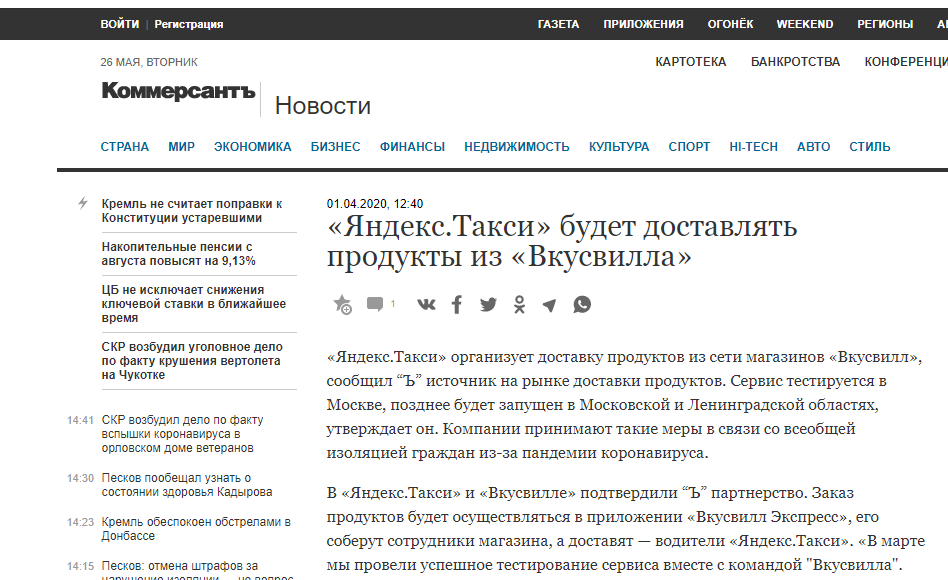 ВОЙТИ | Регистрация
ГАЗЕТА ПРИЛОЖЕНИЯ ОГОНЁК WEEKEND РЕГИОНЫ
26 МАЯ, ВТОРНИК
КАРТОТЕКА БАНКРОТСТВА КОНФЕРЕНЦИ
Коммерсантъ Новости
СТРАНА МИР ЭКОНОМИКА БИЗНЕС ФИНАНСЫ НЕДВИЖИМОСТЬ КУЛЬТУРА СПОРТ HI-TECH АВТО СТИЛЬ
Кремль не считает поправки к
Конституции устаревшими
Накопительные пенсии с
августа повысят на 9,13%
ЦБ не исключает снижения
ключевой ставки в ближайшее
время
СКР возбудил уголовное дело
по факту крушения вертолета
на Чукотке
14:41 СКР возбудил дело по факту
вспышки коронавируса в
орловском доме ветеранов
14:30 Песков пообещал узнать о
состоянии здоровья Кадырова
14:23 Кремль обеспокоен обстрелами в
Донбассе
14:15 Песков: отмена штрафов за
нарушение изоляции — не вопрос
01.04.2020, 12:40
«Яндекс.Такси» будет доставлять
продукты из «Вкусвилла»
1
«Яндекс.Такси» организует доставку продуктов из сети магазинов «Вкусвилл»,
сообщил “Ъ” источник на рынке доставки продуктов. Сервис тестируется в
Москве, позднее будет запущен в Московской и Ленинградской областях,
утверждает он. Компании принимают такие меры в связи со всеобщей
изоляцией граждан из-за пандемии коронавируса.
В «Яндекс.Такси» и «Вкусвилле» подтвердили “Ъ” партнерство. Заказ
продуктов будет осуществляться в приложении «Вкусвилл Экспресс», его
соберут сотрудники магазина, а доставят — водители «Яндекс.Такси». «В марте
мы провели успешное тестирование сервиса вместе с командой "Вкусвилла".